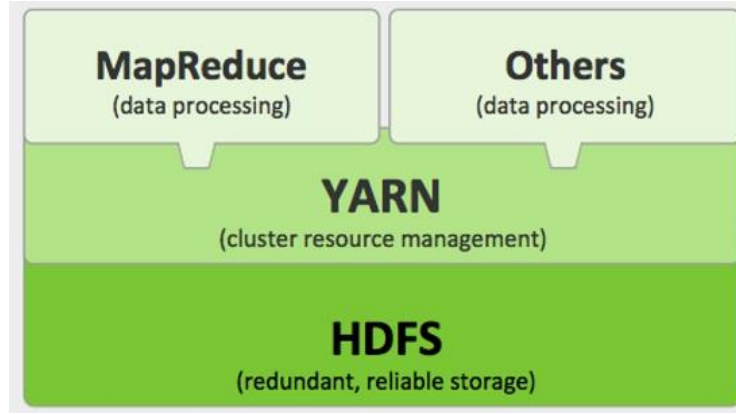 MapReduce
(data processing)
Others
(data processing)
YARN
(cluster resource management)
HDFS
(redundant, reliable storage)